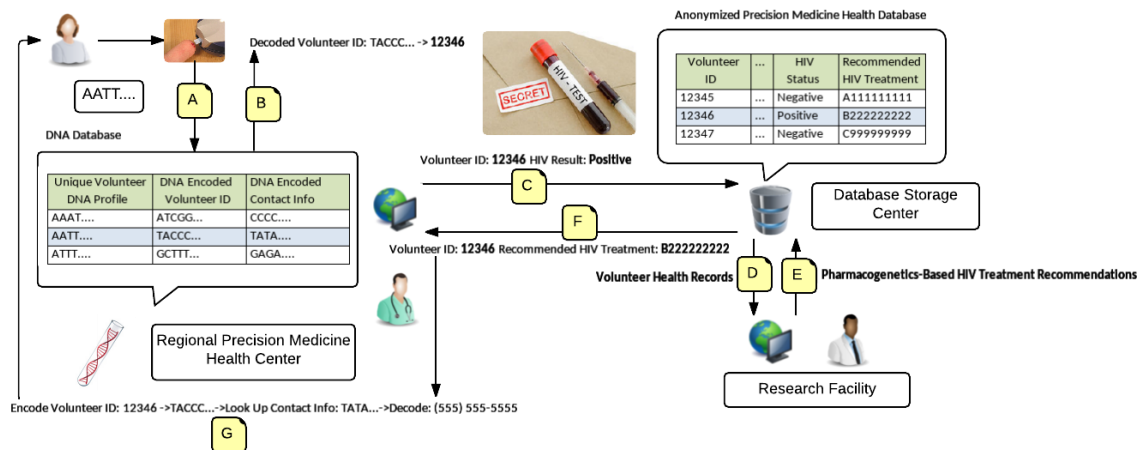 Anonymized Precision Medicine Health Database
Decoded Volunteer ID: TACCC... -> 12346
Volunteer ID ... HIV Status Recommended HIV Treatment
12345 ... Negative A111111111
12346 ... Positive B222222222
12347 ... Negative C999999999
HIV - TEST
SECRET
AATT....
A
B
DNA Database
Unique Volunteer DNA Profile DNA Encoded Volunteer ID DNA Encoded Contact Info
AAAT.... ATCGG... CCCC....
AATT.... TACCC... TATA....
ATTT.... GCTTT... GAGA....
Volunteer ID: 12346 HIV Result: Positive
C
Database Storage
Center
F
Volunteer ID: 12346 Recommended HIV Treatment: B222222222
Volunteer Health Records
D
E
Pharmacogenetics-Based HIV Treatment Recommendations
Regional Precision Medicine
Health Center
Research Facility
Encode Volunteer ID: 12346 ->TACCC...->Look Up Contact Info: TATA...->Decode: (555) 555-5555
G